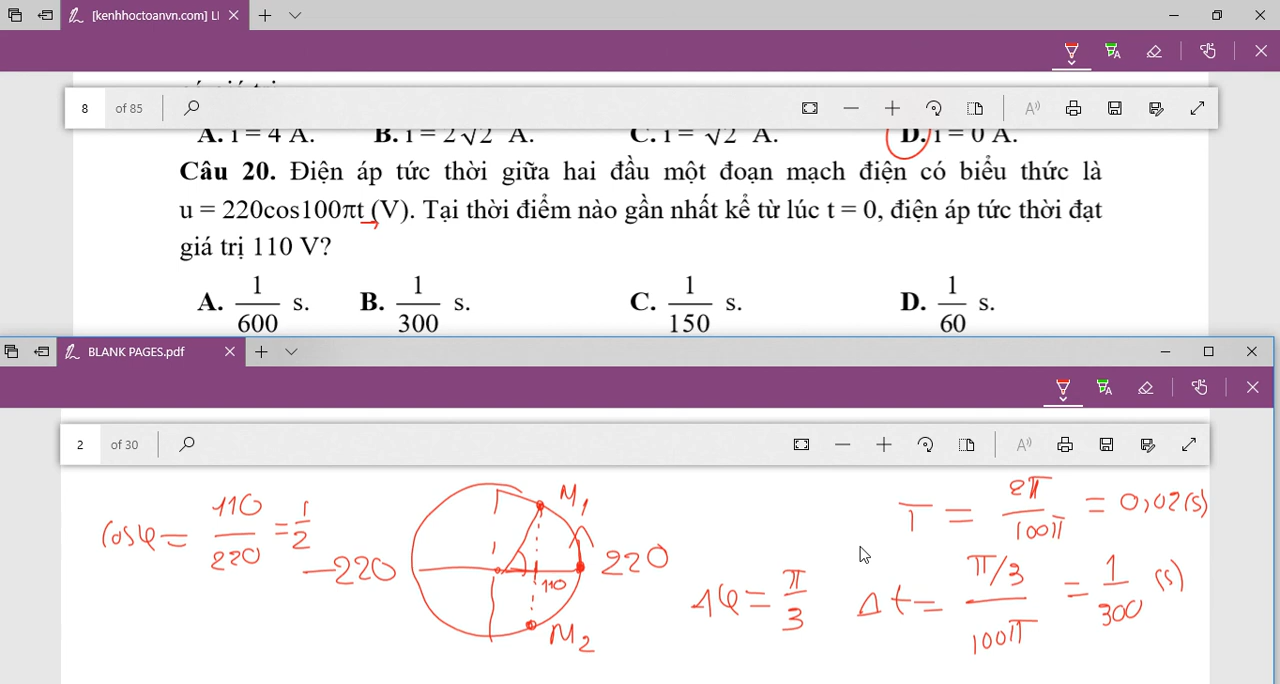 [kenhhoctoanvn.com] LI
8 of 85
A. i = 4 A. B. i = 2√2 A. C. i = √2 A. D. i = 0 A.
Câu 20. Điện áp tức thời giữa hai đầu một đoạn mạch điện có biểu thức là
u = 220cos100πt (V). Tại thời điểm nào gần nhất kể từ lúc t = 0, điện áp tức thời đạt
giá trị 110 V?
A. 1/600 s. B. 1/300 s. C. 1/150 s. D. 1/60 s.
BLANK PAGES.pdf
2 of 30
cosφ = 110/220 = 1/2
-220
M1
220
110
M2
T = 2π/100π = 0,02 (s)
Δφ = π/3
Δt = π/3 / 100π = 1/300 (s)